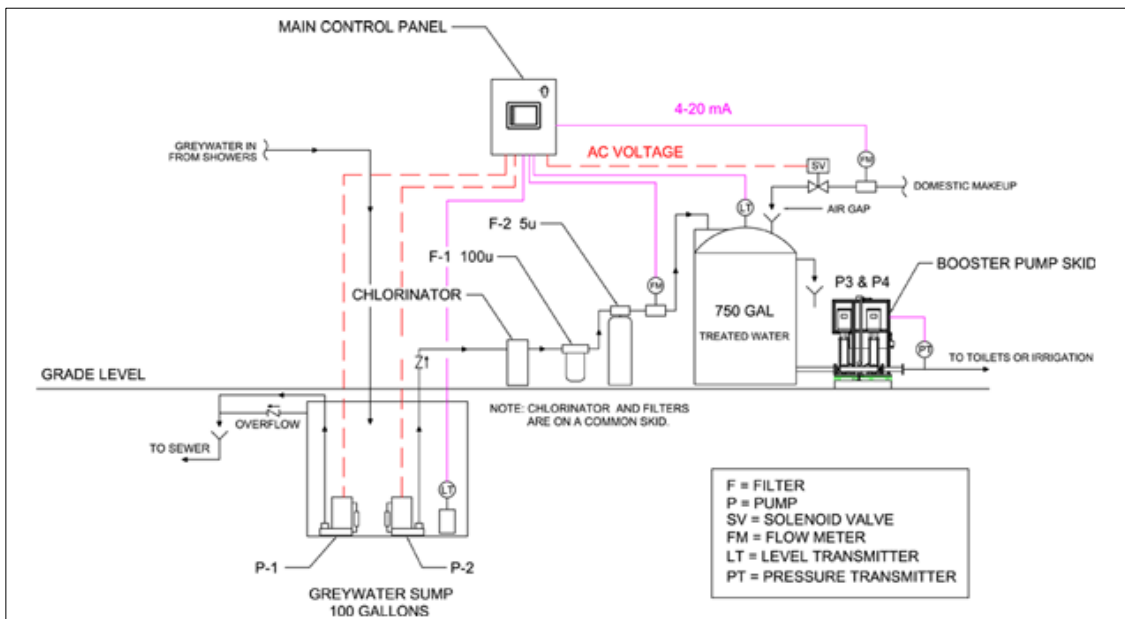 MAIN CONTROL PANEL
4-20 mA
GREYWATER IN
FROM SHOWERS
AC VOLTAGE
SV
FM
DOMESTIC MAKEUP
AIR GAP
LT
F-2 5u
F-1 100u
FM
CHLORINATOR
BOOSTER PUMP SKID
P3 & P4
750 GAL
TREATED WATER
PT
TO TOILETS OR IRRIGATION
GRADE LEVEL
NOTE: CHLORINATOR AND FILTERS
ARE ON A COMMON SKID.
OVERFLOW
TO SEWER
LT
P-1
P-2
GREYWATER SUMP
100 GALLONS
F = FILTER
P = PUMP
SV = SOLENOID VALVE
FM = FLOW METER
LT = LEVEL TRANSMITTER
PT = PRESSURE TRANSMITTER